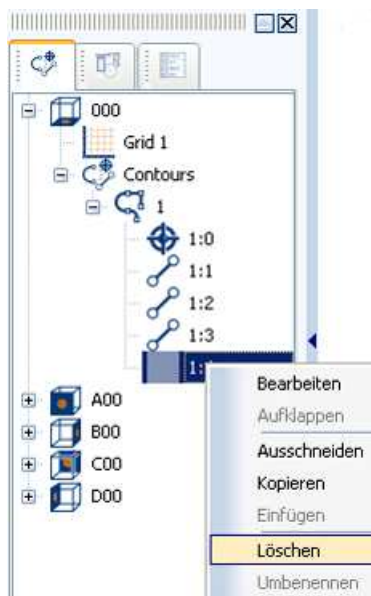 000
Grid 1
Contours
1
1:0
1:1
1:2
1:3
Bearbeiten
A00
Aufklappen
B00
Ausschneiden
C00
Kopieren
D00
Einfügen
Löschen
Umbenennen